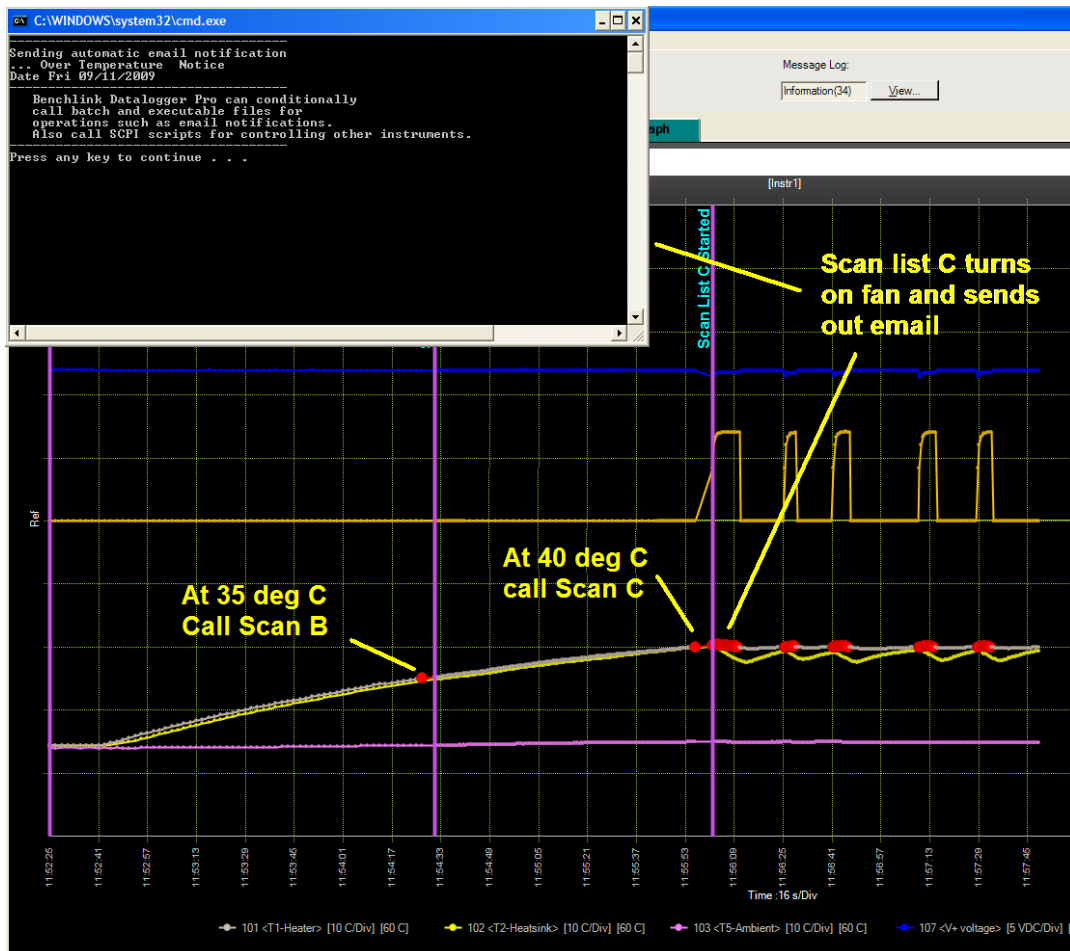 C:\WINDOWS\system32\cmd.exe
------------------------------------
Sending automatic email notification
... Over Temperature  Notice
Date Fri 09/11/2009
------------------------------------
   Benchlink Datalogger Pro can conditionally
   call batch and executable files for
   operations such as email notifications.
   Also call SCPI scripts for controlling other instruments.
------------------------------------
Press any key to continue . . .
Message Log:
Information(34)
View...
aph
[Instr1]
Scan List C Started
Scan list C turns
on fan and sends
out email
Ref
At 40 deg C
call Scan C
At 35 deg C
Call Scan B
11:52:25 11:52:41 11:52:57 11:53:13 11:53:29 11:53:45 11:54:01 11:54:17 11:54:33 11:54:49 11:55:05 11:55:21 11:55:37 11:55:53 11:56:09 11:56:25 11:56:41 11:56:57 11:57:13 11:57:29 11:57:45
Time :16 s/Div
101 <T1-Heater> [10 C/Div] [60 C] 102 <T2-Heatsink> [10 C/Div] [60 C] 103 <T5-Ambient> [10 C/Div] [60 C] 107 <V+ voltage> [5 VDC/Div]